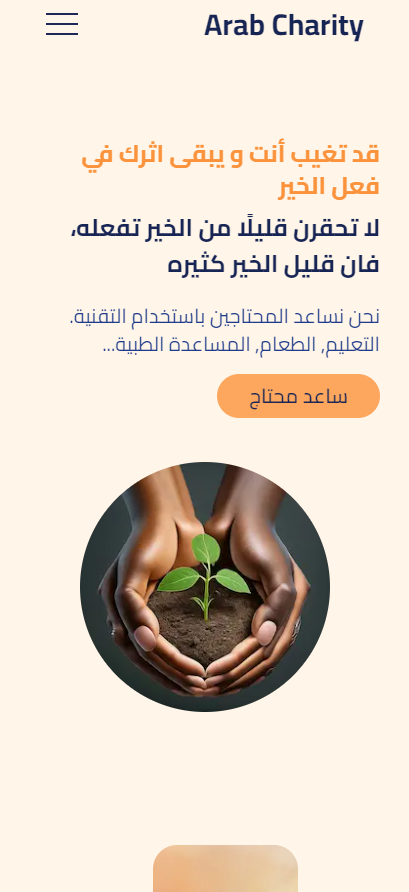 Arab Charity
قد تغيب أنت و يبقى اثرك في
فعل الخير
لا تحقرن قليلًا من الخير تفعله،
فان قليل الخير كثيره
نحن نساعد المحتاجين باستخدام التقنية.
التعليم, الطعام, المساعدة الطبية...
ساعد محتاج